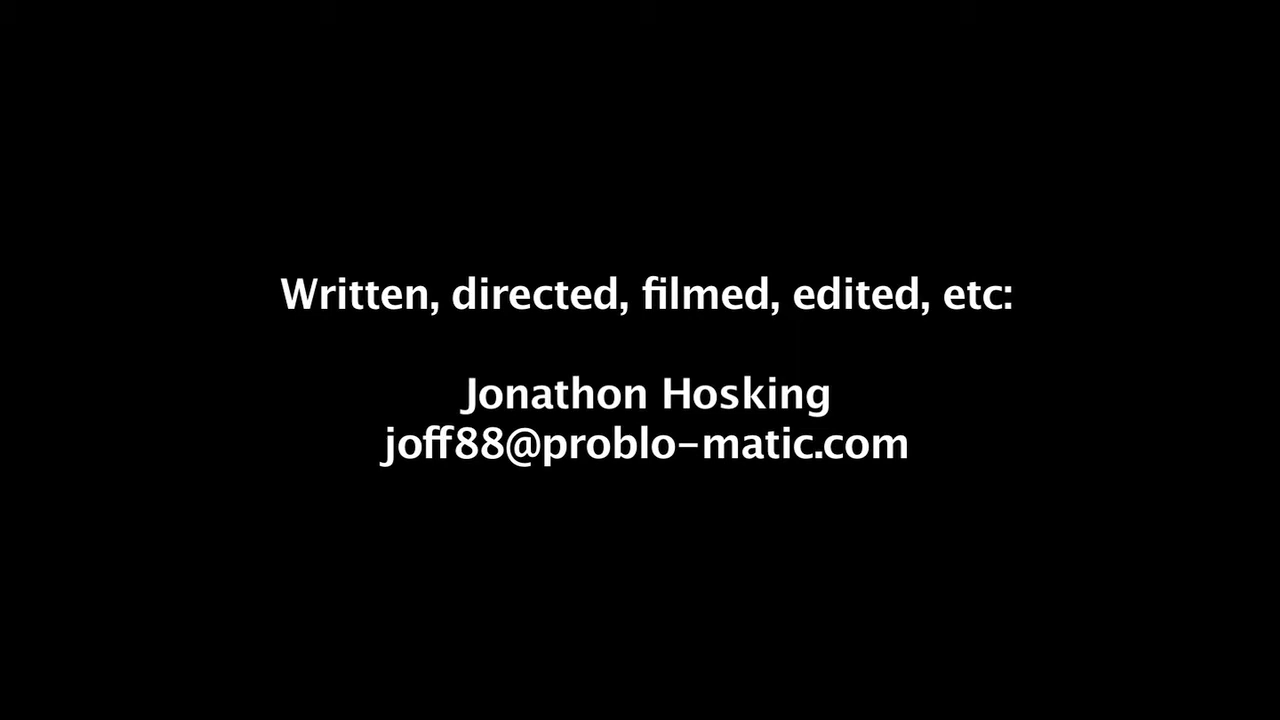 Written, directed, filmed, edited, etc:
Jonathon Hosking
joff88@problo-matic.com